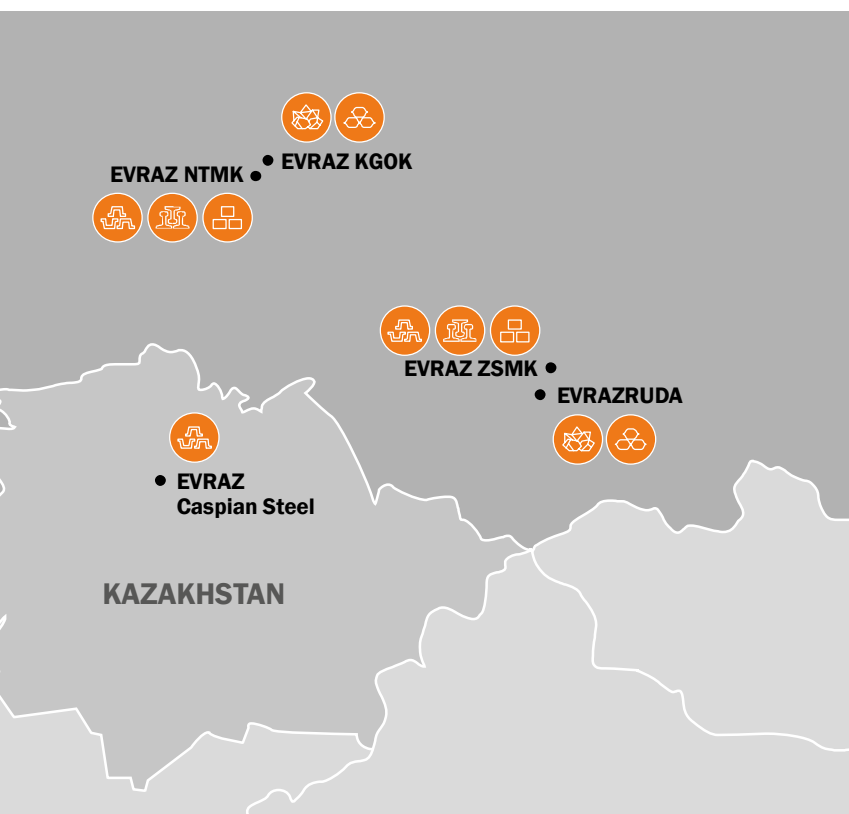 EVRAZ KGOK
EVRAZ NTMK
EVRAZ ZSMK
EVRAZRUDA
EVRAZ
Caspian Steel
KAZAKHSTAN